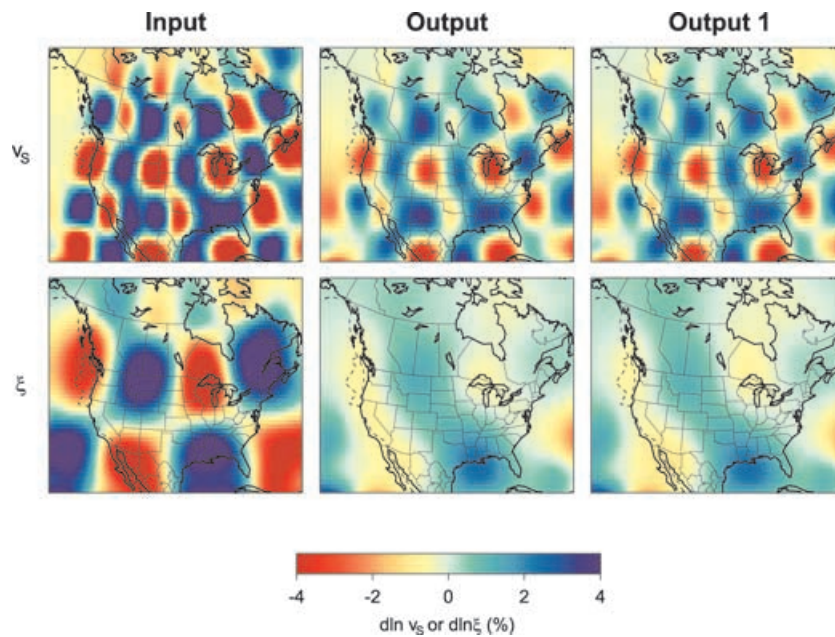 Input Output Output 1
vS
ξ
-4 -2 0 2 4
dln vS or dlnξ (%)